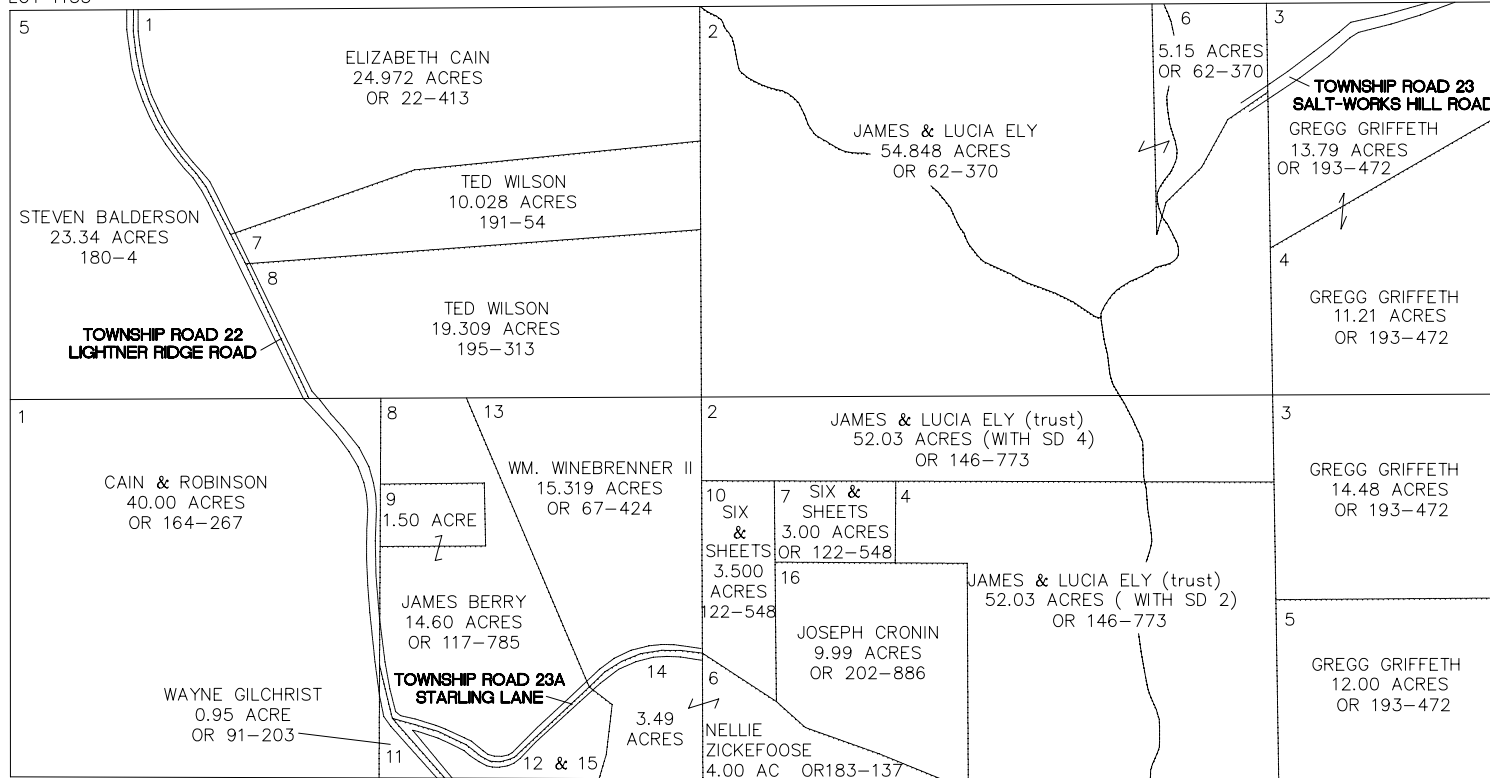 5
1
ELIZABETH CAIN
24.972 ACRES
OR 22-413
2
6
5.15 ACRES
OR 62-370
3
TOWNSHIP ROAD 23
SALT-WORKS HILL ROAD
GREGG GRIFFETH
13.79 ACRES
OR 193-472
JAMES & LUCIA ELY
54.848 ACRES
OR 62-370
TED WILSON
10.028 ACRES
191-54
STEVEN BALDERSON
23.34 ACRES
180-4
7
8
4
TED WILSON
19.309 ACRES
195-313
GREGG GRIFFETH
11.21 ACRES
OR 193-472
TOWNSHIP ROAD 22
LIGHTNER RIDGE ROAD
1
8
13
2
3
JAMES & LUCIA ELY (trust)
52.03 ACRES (WITH SD 4)
OR 146-773
CAIN & ROBINSON
40.00 ACRES
OR 164-267
WM. WINEBRENNER II
15.319 ACRES
OR 67-424
GREGG GRIFFETH
14.48 ACRES
OR 193-472
9
1.50 ACRE
10
SIX
&
SHEETS
3.500
ACRES
122-548
7
SIX &
SHEETS
3.00 ACRES
OR 122-548
4
16
JAMES & LUCIA ELY (trust)
52.03 ACRES ( WITH SD 2)
OR 146-773
JAMES BERRY
14.60 ACRES
OR 117-785
JOSEPH CRONIN
9.99 ACRES
OR 202-886
5
GREGG GRIFFETH
12.00 ACRES
OR 193-472
TOWNSHIP ROAD 23A
STARLING LANE
14
6
WAYNE GILCHRIST
0.95 ACRE
OR 91-203
3.49
ACRES
NELLIE
ZICKEFOOSE
4.00 AC OR183-137
11
12 & 15